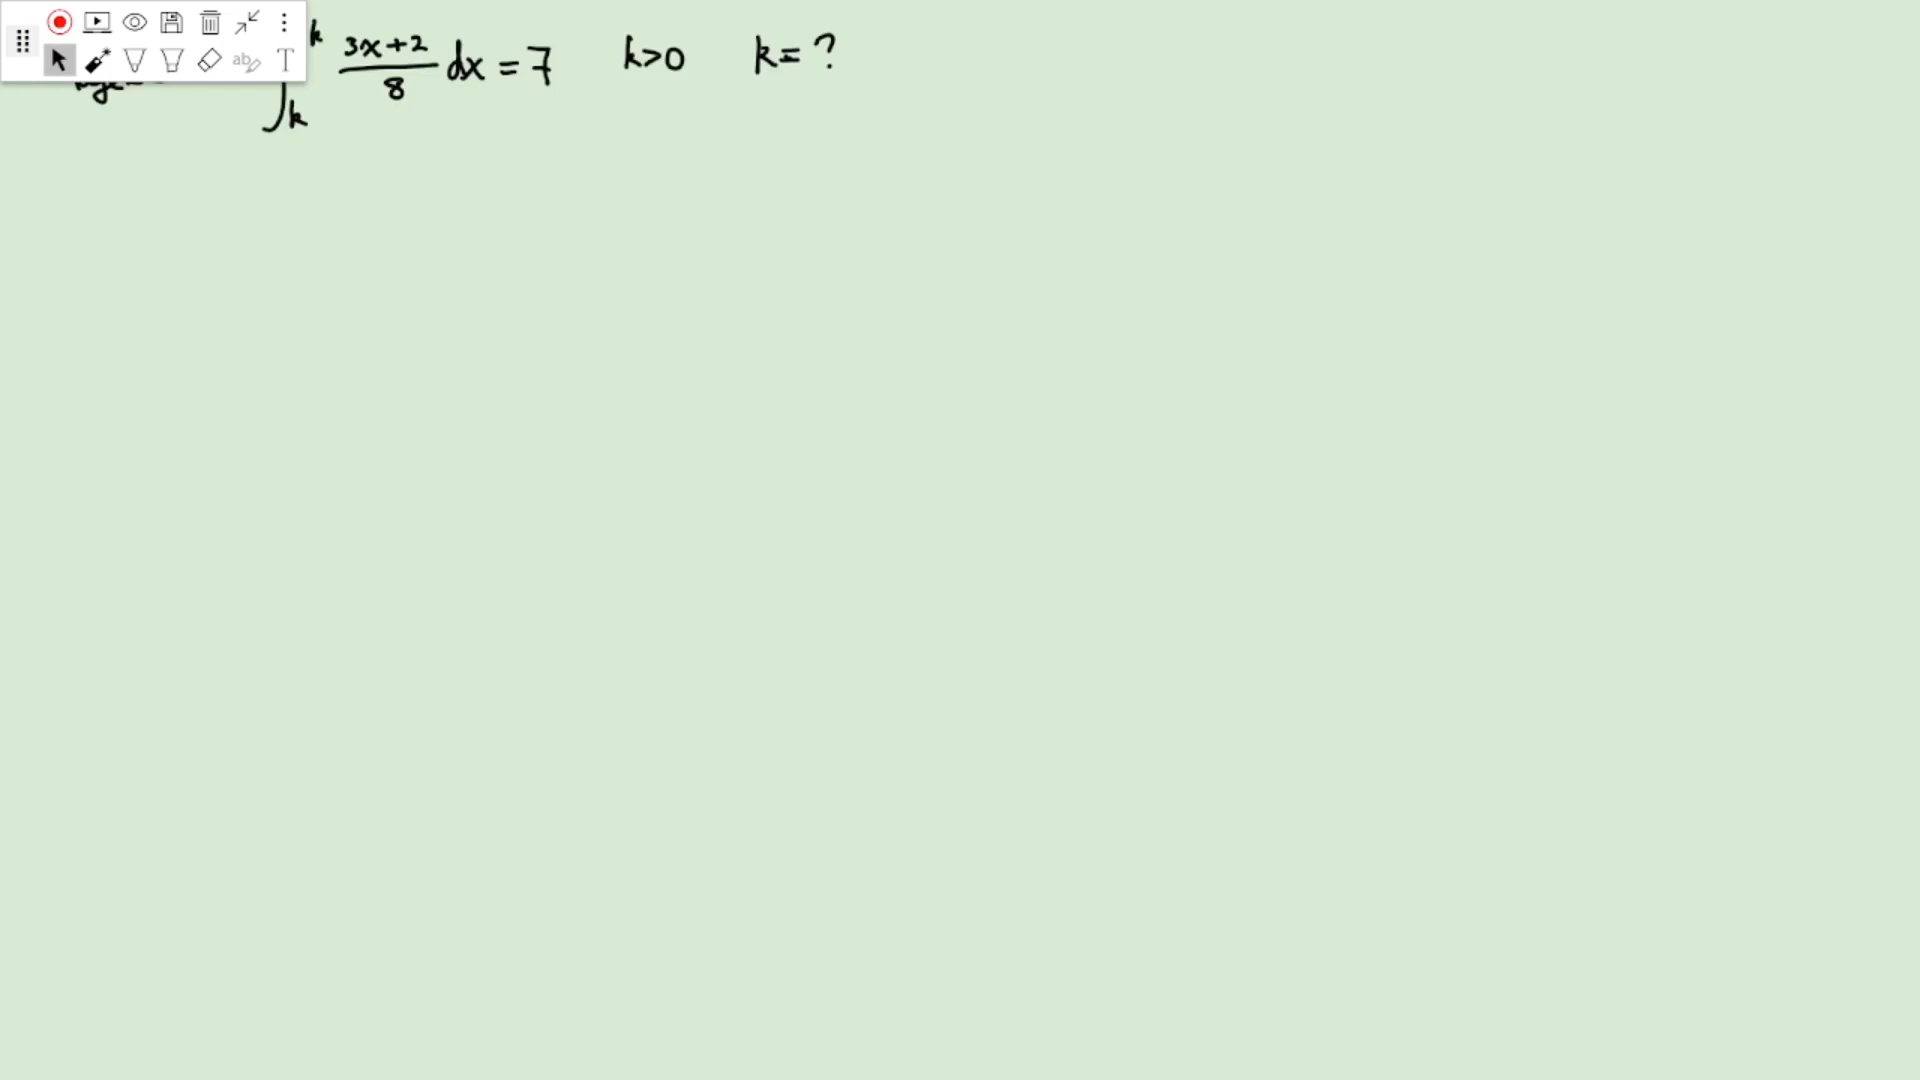 ∫ₖ ᵏ (3x+2)/8 dx = 7 k>0 k= ?